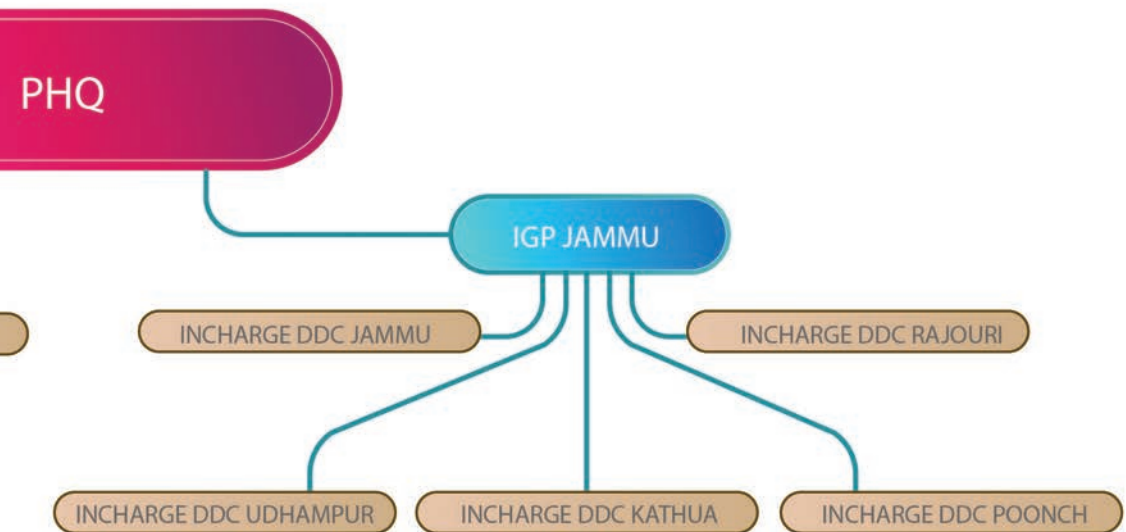 PHQ
IGP JAMMU
INCHARGE DDC JAMMU
INCHARGE DDC RAJOURI
INCHARGE DDC UDHAMPUR
INCHARGE DDC KATHUA
INCHARGE DDC POONCH